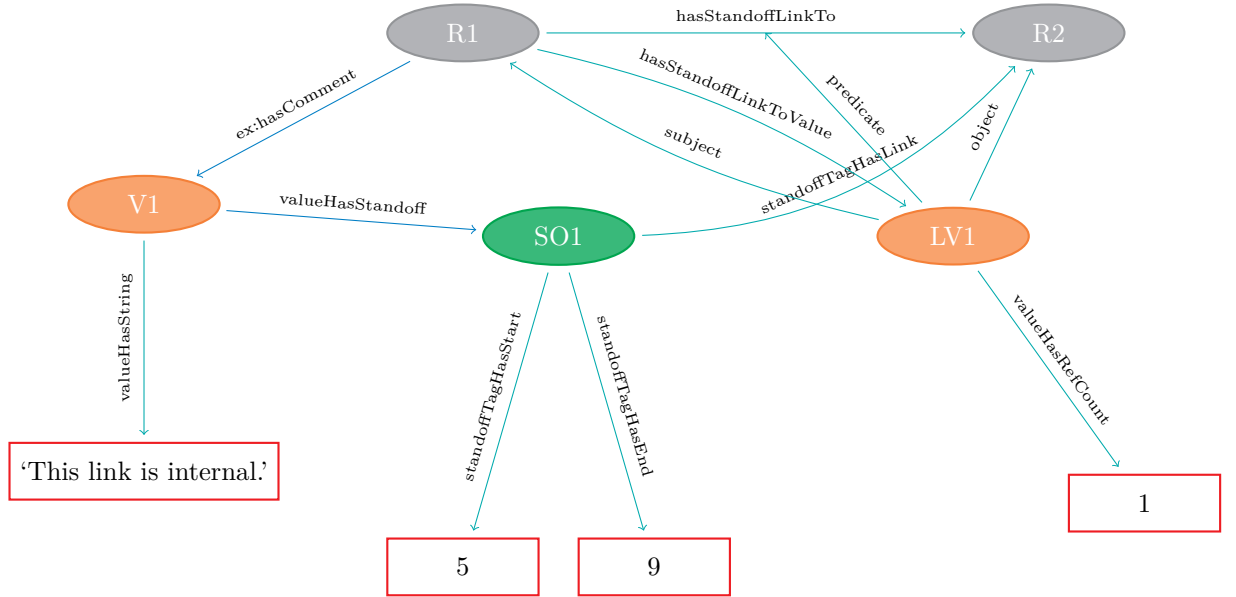 hasStandoffLinkTo
R1
R2
hasStandoffLinkToValue
predicate
ex:hasComment
subject
object
standoffTagHasLink
V1
valueHasStandoff
SO1
LV1
valueHasString
standoffTagHasStart
standoffTagHasEnd
valueHasRefCount
‘This link is internal.’
1
5
9